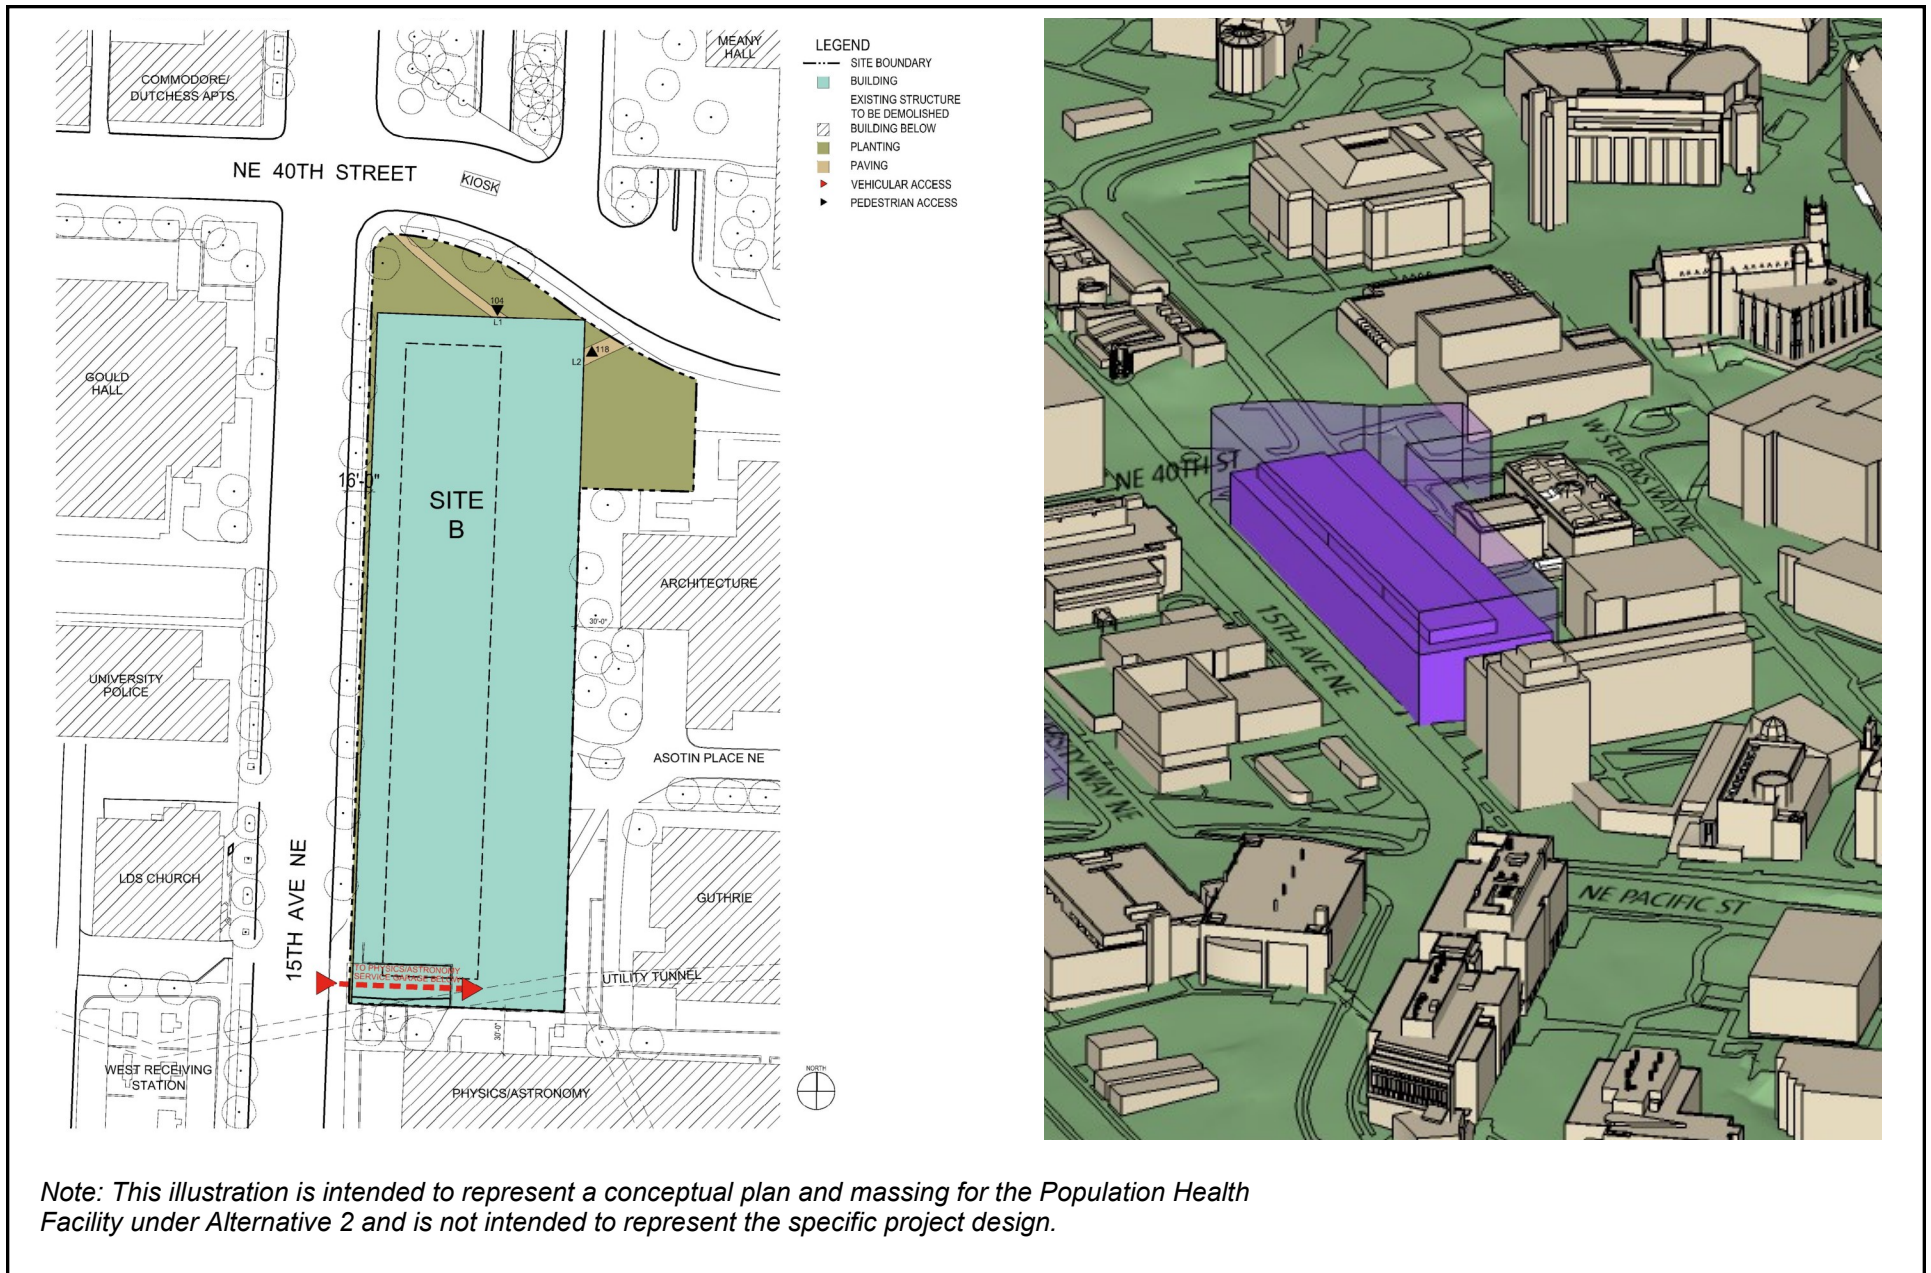 COMMODORE/
DUTCHESS APTS.
MEANY
HALL
NE 40TH STREET
KIOSK
104
L1
118
L2
GOULD
HALL
16'-0"
SITE
B
ARCHITECTURE
30'-0"
UNIVERSITY
POLICE
ASOTIN PLACE NE
LDS CHURCH
GUTHRIE
15TH AVE NE
TO PHYSICS/ASTRONOMY
SERVICE GARAGE BELOW
UTILITY TUNNEL
30'-0"
WEST RECEIVING
STATION
PHYSICS/ASTRONOMY
LEGEND
SITE BOUNDARY
BUILDING
EXISTING STRUCTURE
TO BE DEMOLISHED
BUILDING BELOW
PLANTING
PAVING
VEHICULAR ACCESS
PEDESTRIAN ACCESS
NORTH
NE 40TH ST
W STEVENS WAY NE
15TH AVE NE
WAY NE
NE PACIFIC ST
Note: This illustration is intended to represent a conceptual plan and massing for the Population Health
Facility under Alternative 2 and is not intended to represent the specific project design.